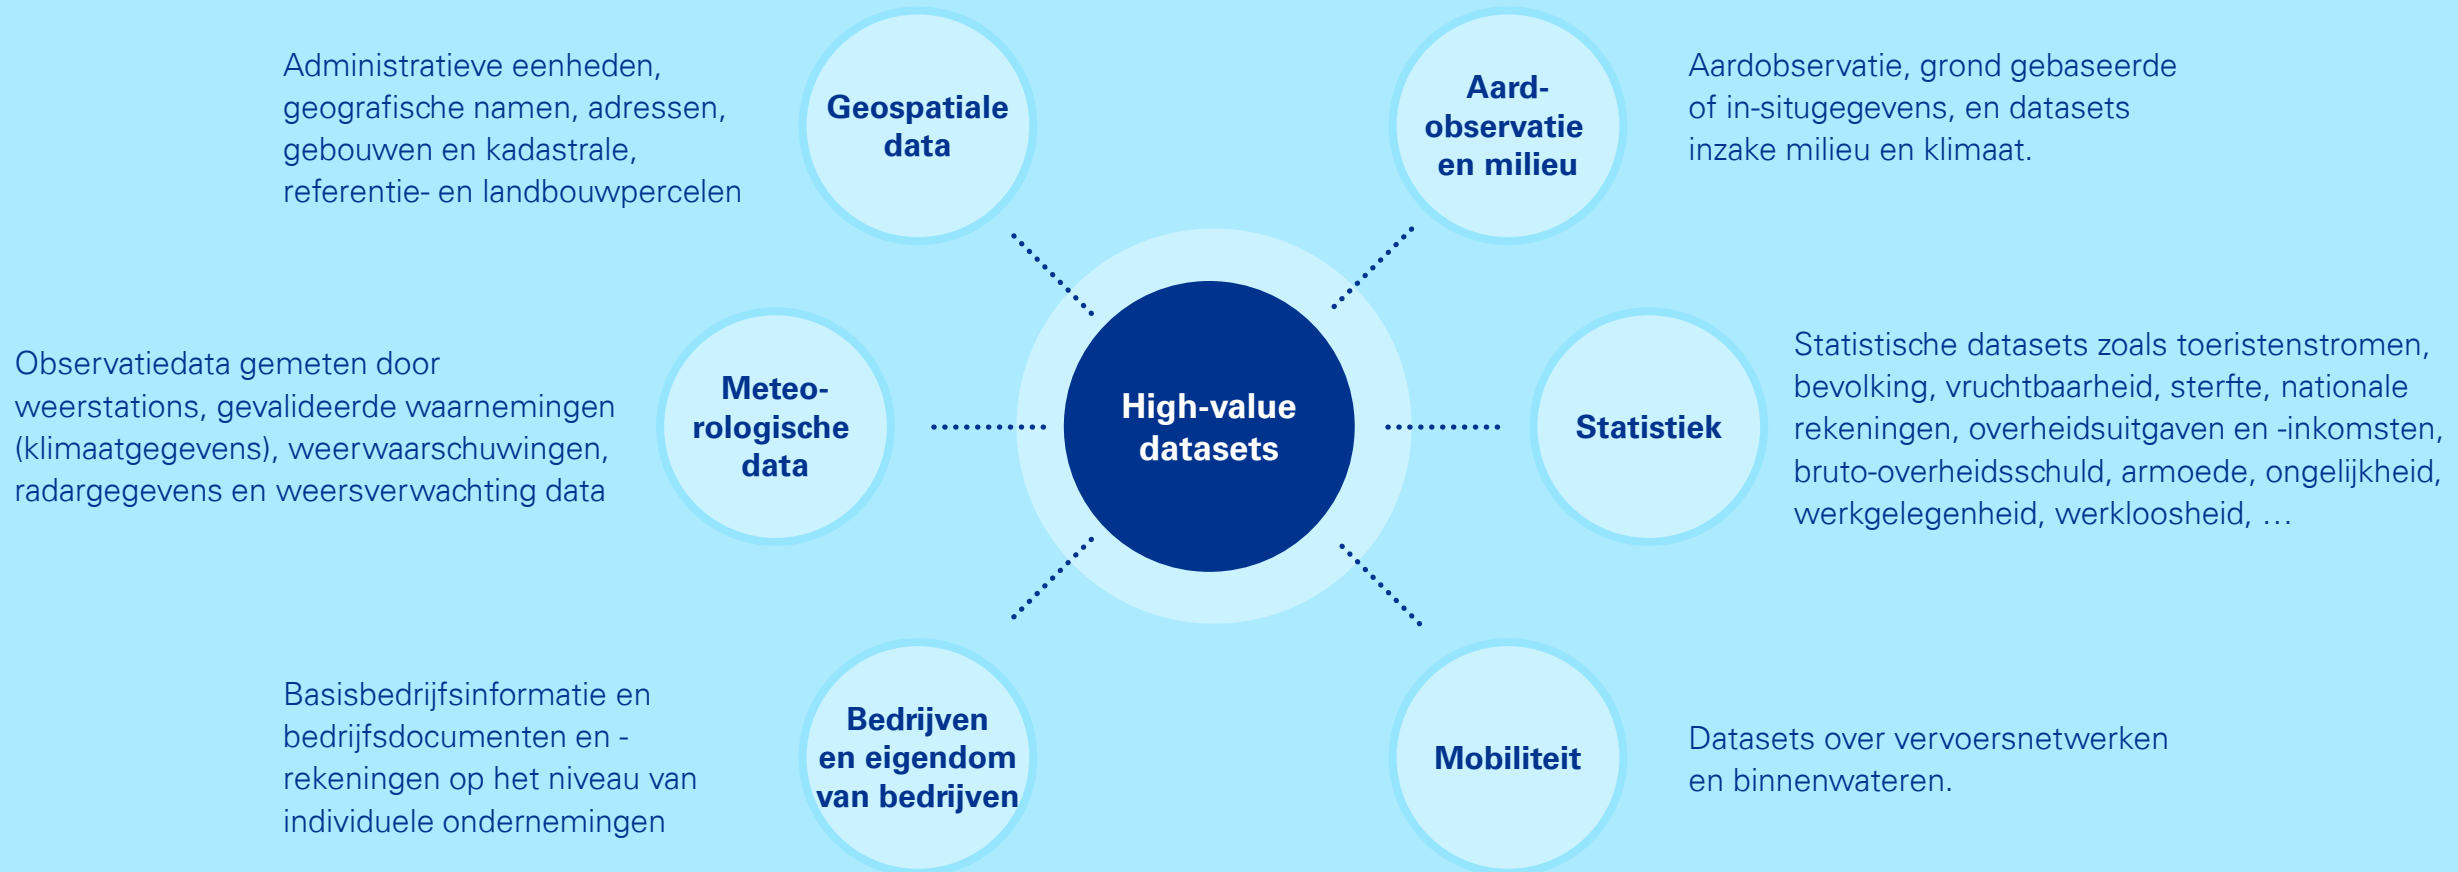 Administratieve eenheden,
geografische namen, adressen,
gebouwen en kadastrale,
referentie- en landbouwpercelen
Geospatiale
data
Aard-
observatie
en milieu
Aardobservatie, grond gebaseerde
of in-situgegevens, en datasets
inzake milieu en klimaat.
Observatiedata gemeten door
weerstations, gevalideerde waarnemingen
(klimaatgegevens), weerwaarschuwingen,
radargegevens en weersverwachting data
Meteo-
rologische
data
High-value
datasets
Statistiek
Statistische datasets zoals toeristenstromen,
bevolking, vruchtbaarheid, sterfte, nationale
rekeningen, overheidsuitgaven en -inkomsten,
bruto-overheidsschuld, armoede, ongelijkheid,
werkgelegenheid, werkloosheid, …
Basisbedrijfsinformatie en
bedrijfsdocumenten en -
rekeningen op het niveau van
individuele ondernemingen
Bedrijven
en eigendom
van bedrijven
Mobiliteit
Datasets over vervoersnetwerken
en binnenwateren.